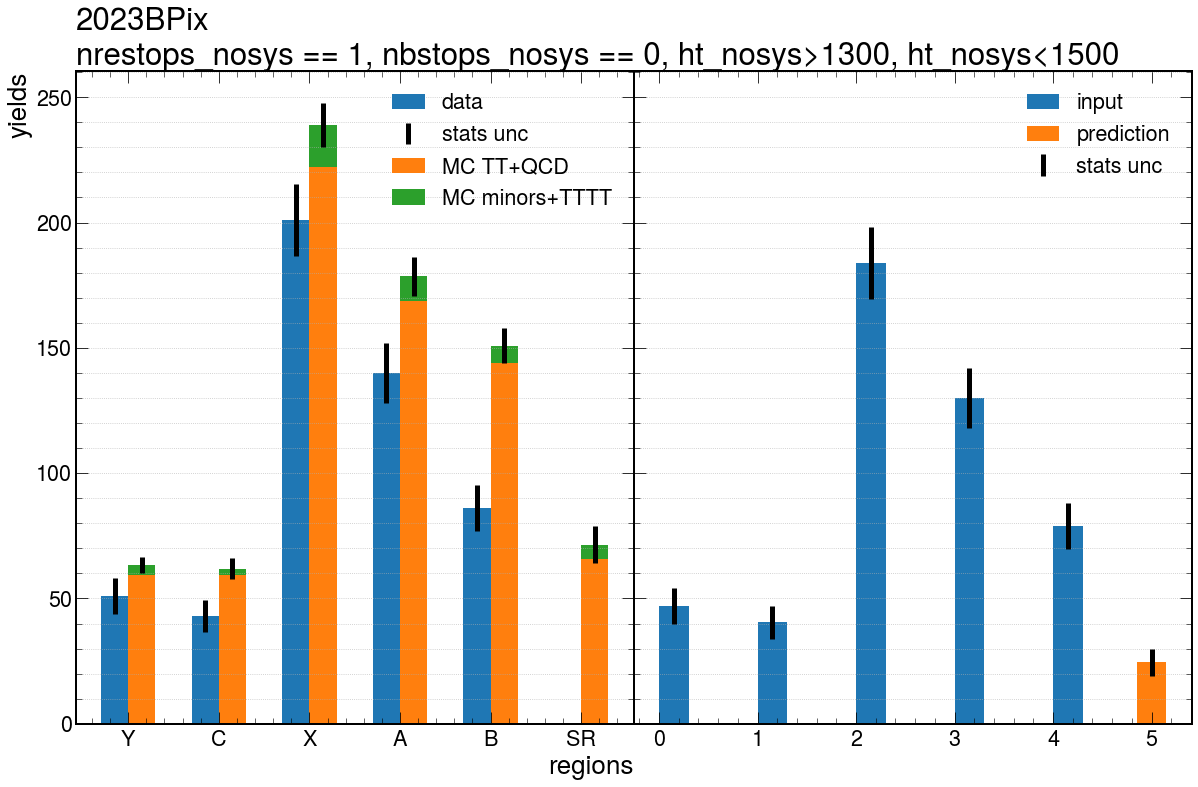 2023BPix
nrestops_nosys == 1, nbstops_nosys == 0, ht_nosys>1300, ht_nosys<1500
yields
250
200
150
100
50
0
data
stats unc
MC TT+QCD
MC minors+TTTT
input
prediction
stats unc
Y C X A B SR
0 1 2 3 4 5
regions